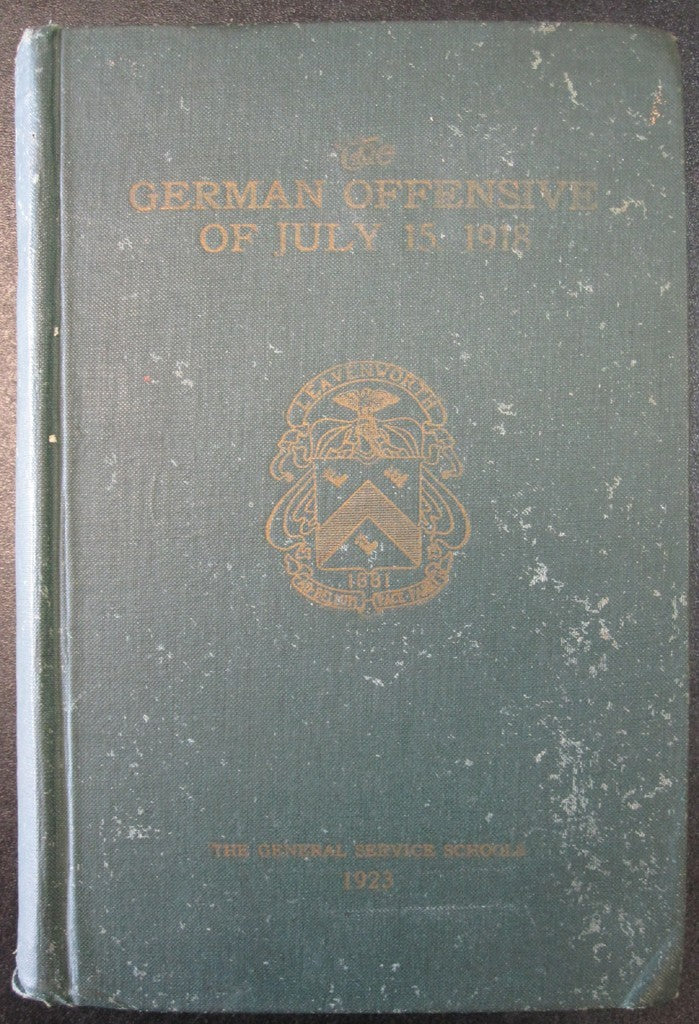 The
GERMAN OFFENSIVE
OF JULY 15, 1918
LEAVENWORTH
1881
THE GENERAL SERVICE SCHOOLS
1923